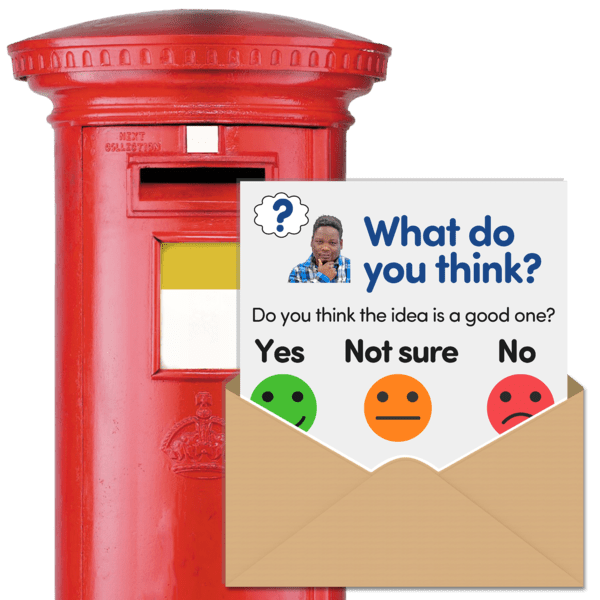 NEXT
COLLECTION
?
What do
you think?
Do you think the idea is a good one?
Yes Not sure No